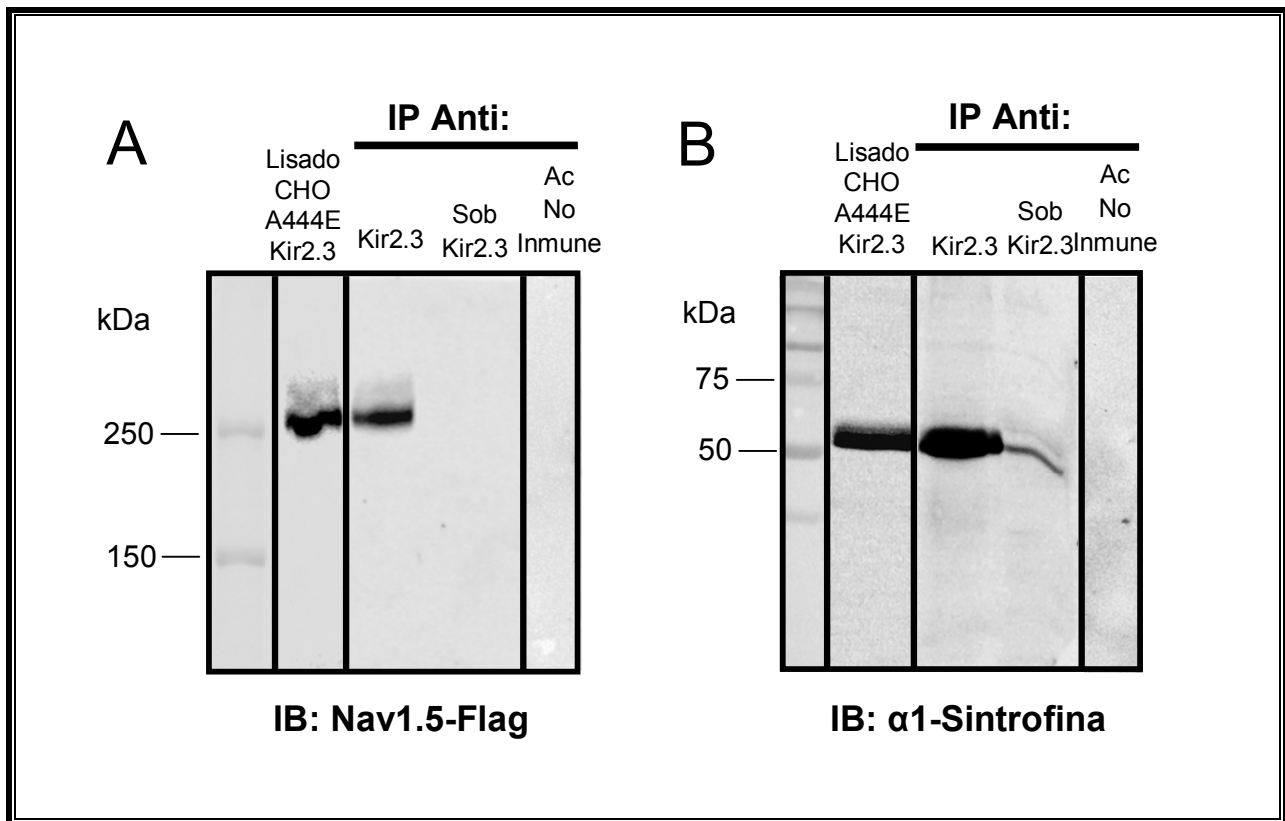 A
IP Anti:
Lisado
CHO
A444E
Kir2.3
Kir2.3
Sob
Kir2.3
Ac
No
Inmune
kDa
250
150
IB: Nav1.5-Flag
B
IP Anti:
Lisado
CHO
A444E
Kir2.3
Kir2.3
Sob
Kir2.3
Ac
No
Inmune
kDa
75
50
IB: α1-Sintrofina